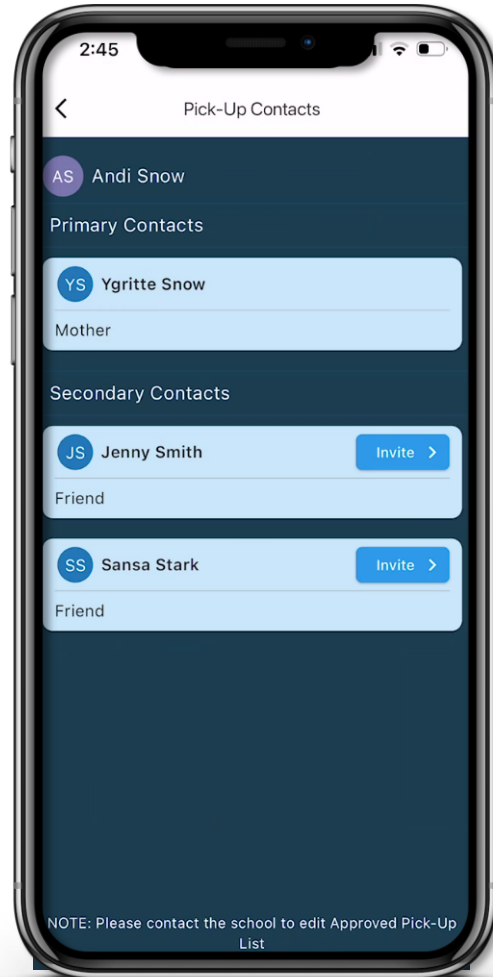 2:45
Pick-Up Contacts
AS Andi Snow
Primary Contacts
YS Ygritte Snow
Mother
Secondary Contacts
JS Jenny Smith Invite
Friend
SS Sansa Stark Invite
Friend
NOTE: Please contact the school to edit Approved Pick-Up
List